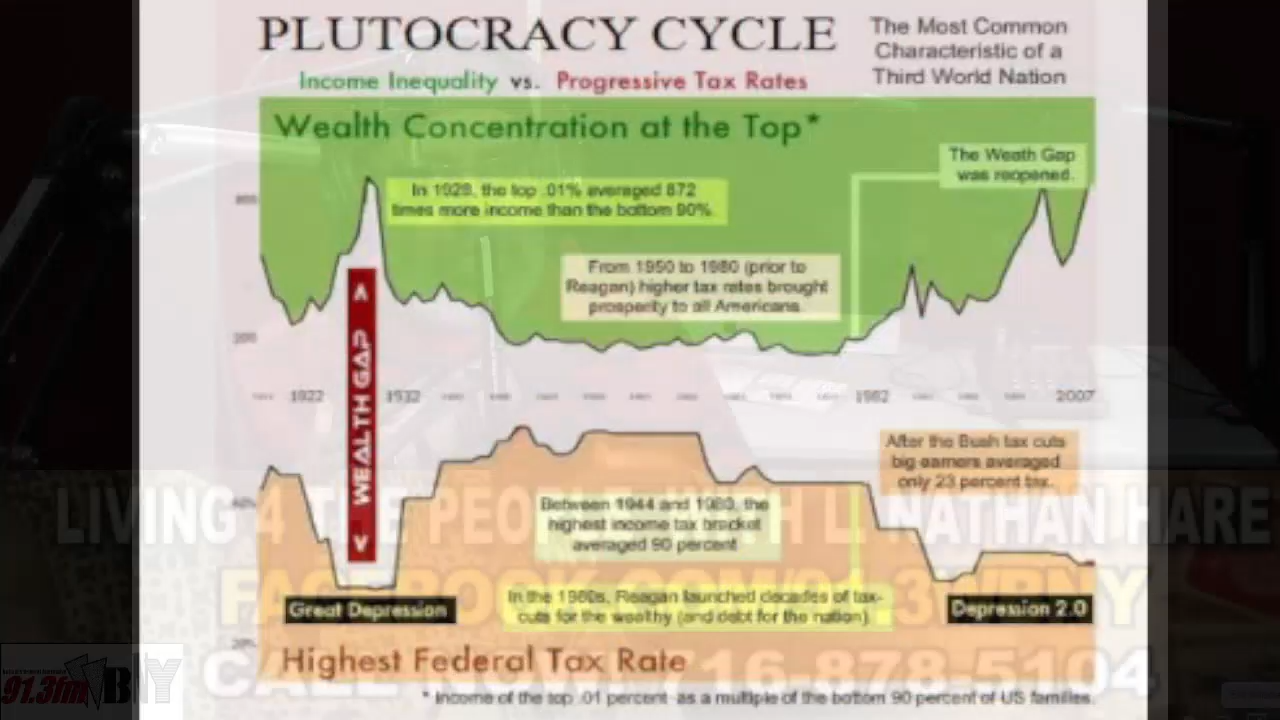 PLUTOCRACY CYCLE
The Most Common
Characteristic of a
Third World Nation
Income Inequality vs. Progressive Tax Rates
Wealth Concentration at the Top*
The Weath Gap
was reopened.
In 1928, the top .01% averaged 872
times more income than the bottom 90%.
From 1950 to 1980 (prior to
Reagan) higher tax rates brought
prosperity to all Americans.
200
WEALTH GAP
1922
1932
1982
2007
After the Bush tax cuts
big earners averaged
only 23 percent tax.
LIVING 4 THE PEOPLE WITH L. NATHAN HARE
Between 1944 and 1963, the
highest income tax bracket
averaged 90 percent
FACEBOOK.COM/91.3WBNY
In the 1980s, Reagan launched decades of tax-
cuts for the wealthy (and debt for the nation).
Great Depression
Depression 2.0
Highest Federal Tax Rate
91.3fm
BNY
CALL NOW! 716-878-5104
* Income of the top .01 percent as a multiple of the bottom 90 percent of US families.